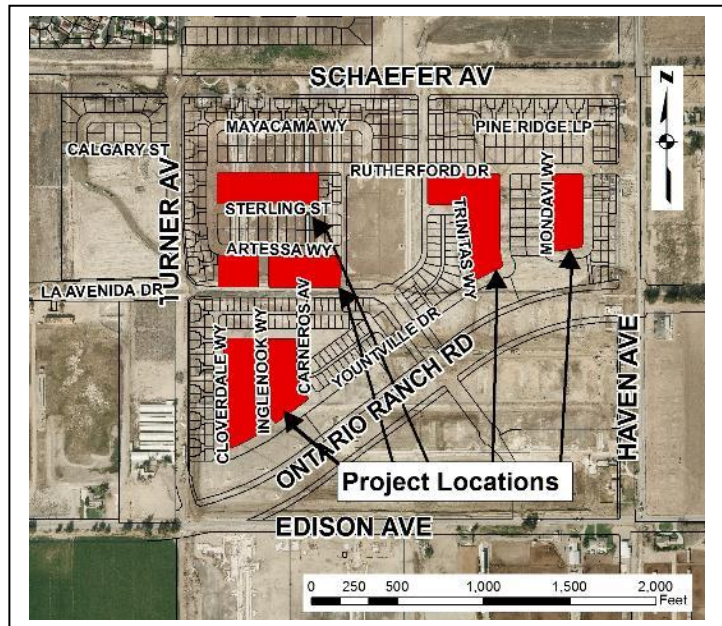 SCHAEFER AV
MAYACAMA WY
PINE RIDGE LP
CALGARY ST
RUTHERFORD DR
TURNER AV
STERLING ST
TRINITAS WY
MONDAVI WY
ARTESSA WY
LA AVENIDA DR
CARNEROS AV
CLOVERDALE WY
INGLENOOK WY
YOUNTVILLE DR
ONTARIO RANCH RD
HAVEN AVE
Project Locations
EDISON AVE
0 250 500 1,000 1,500 2,000
Feet
N